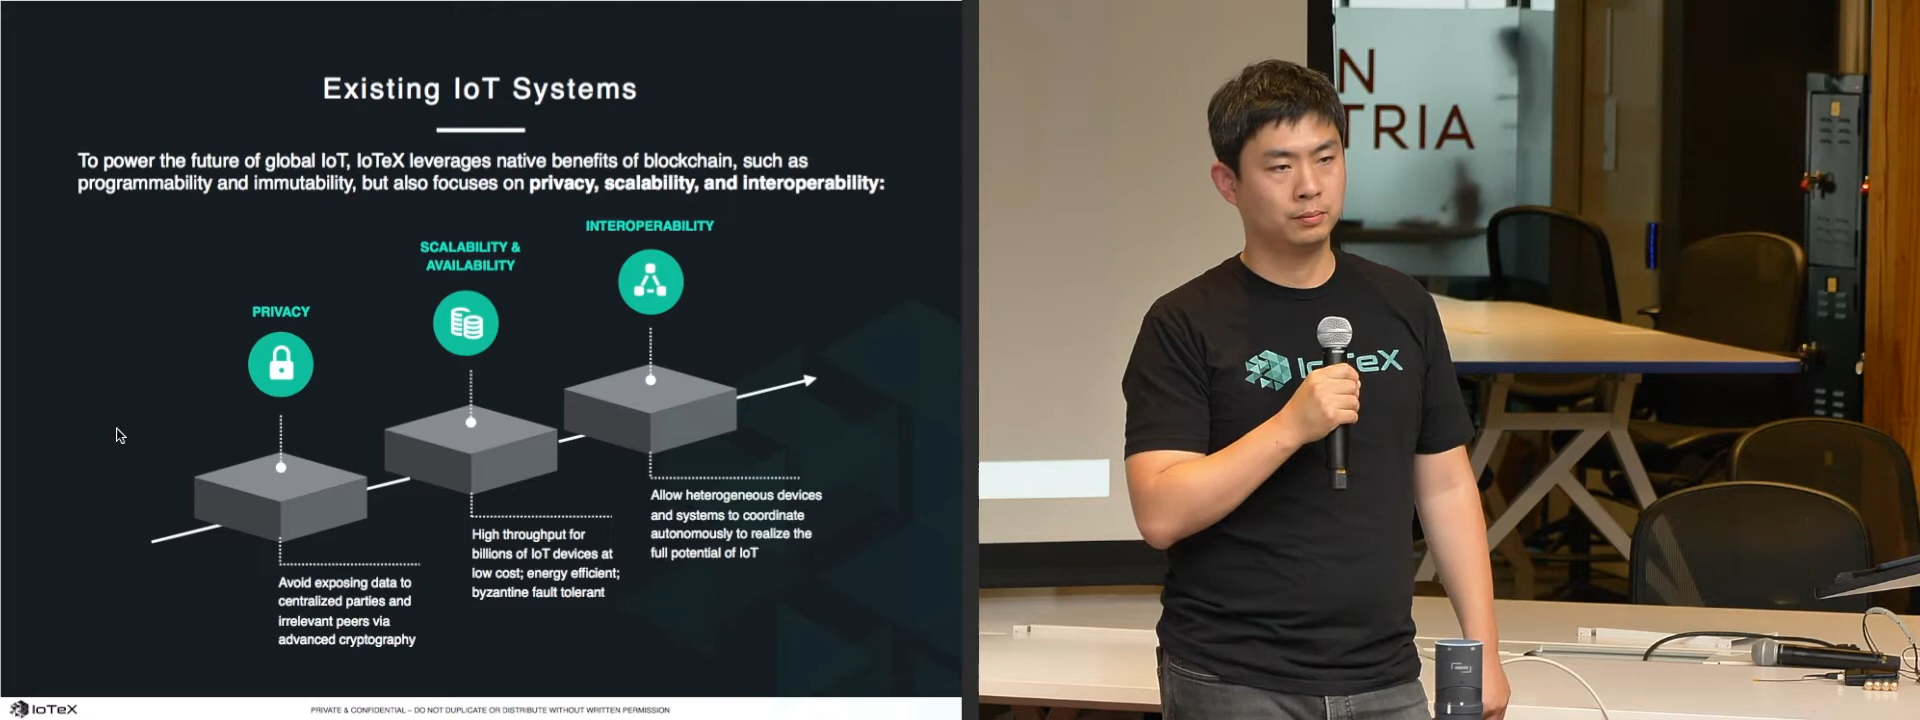 Existing IoT Systems
To power the future of global IoT, IoTeX leverages native benefits of blockchain, such as
programmability and immutability, but also focuses on privacy, scalability, and interoperability:
INTEROPERABILITY
SCALABILITY &
AVAILABILITY
PRIVACY
Allow heterogeneous devices
and systems to coordinate
autonomously to realize the
full potential of IoT
High throughput for
billions of IoT devices at
low cost; energy efficient;
byzantine fault tolerant
Avoid exposing data to
centralized parties and
irrelevant peers via
advanced cryptography
IoTeX
PRIVATE & CONFIDENTIAL – DO NOT DUPLICATE OR DISTRIBUTE WITHOUT WRITTEN PERMISSION
N
TRIA
IoTeX